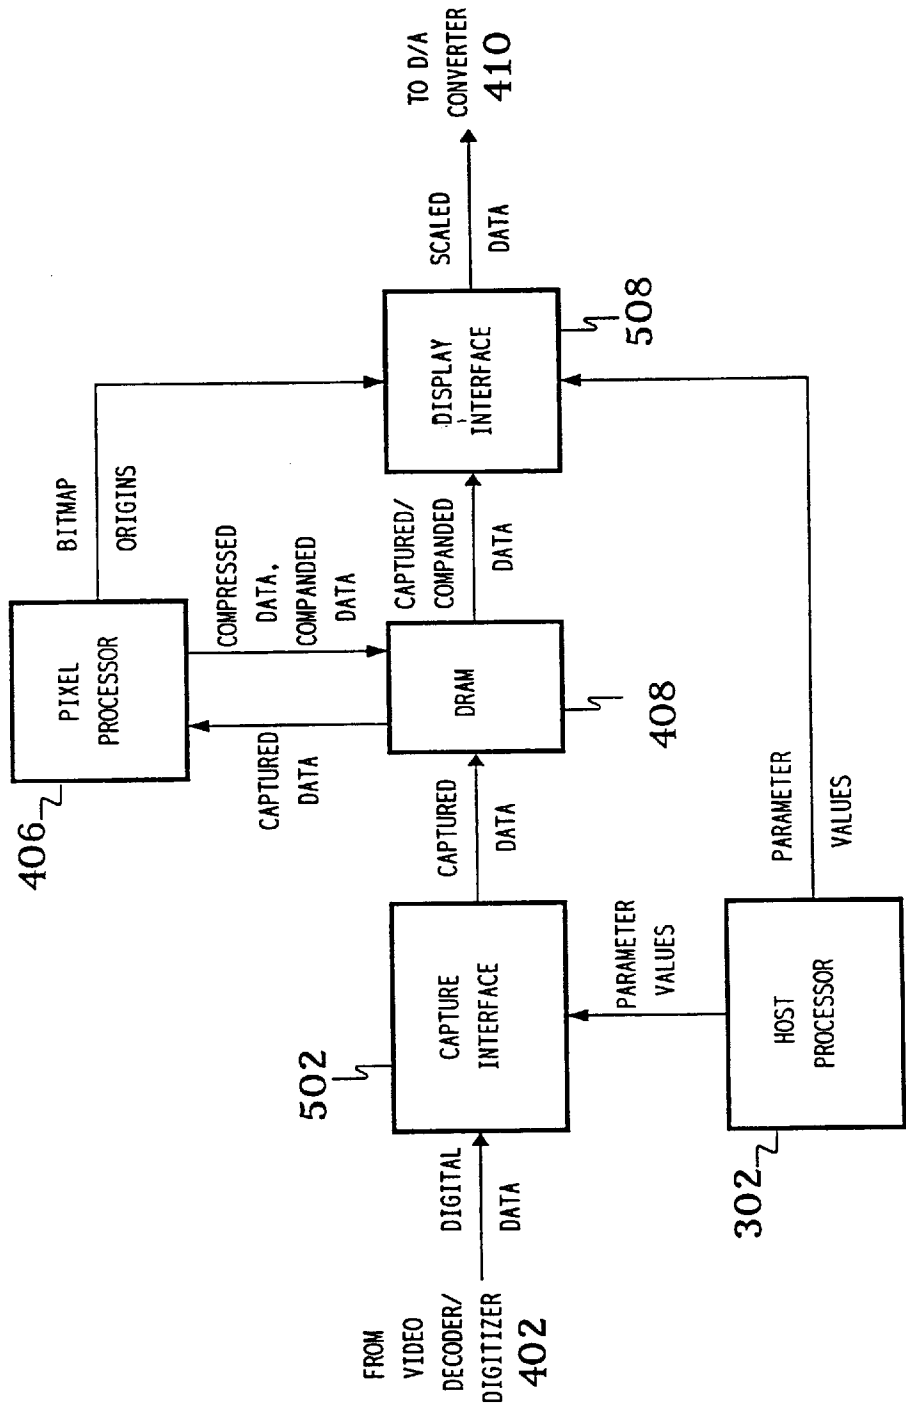 406
PIXEL
PROCESSOR
BITMAP
ORIGINS
CAPTURED
DATA
COMPRESSED
DATA,
COMPANDED
DATA
FROM
VIDEO
DECODER/
DIGITIZER
402
DIGITAL
DATA
502
CAPTURE
INTERFACE
CAPTURED
DATA
DRAM
408
CAPTURED/
COMPANDED
DATA
DISPLAY
INTERFACE
508
SCALED
DATA
TO D/A
CONVERTER
410
PARAMETER
VALUES
302
HOST
PROCESSOR
PARAMETER
VALUES